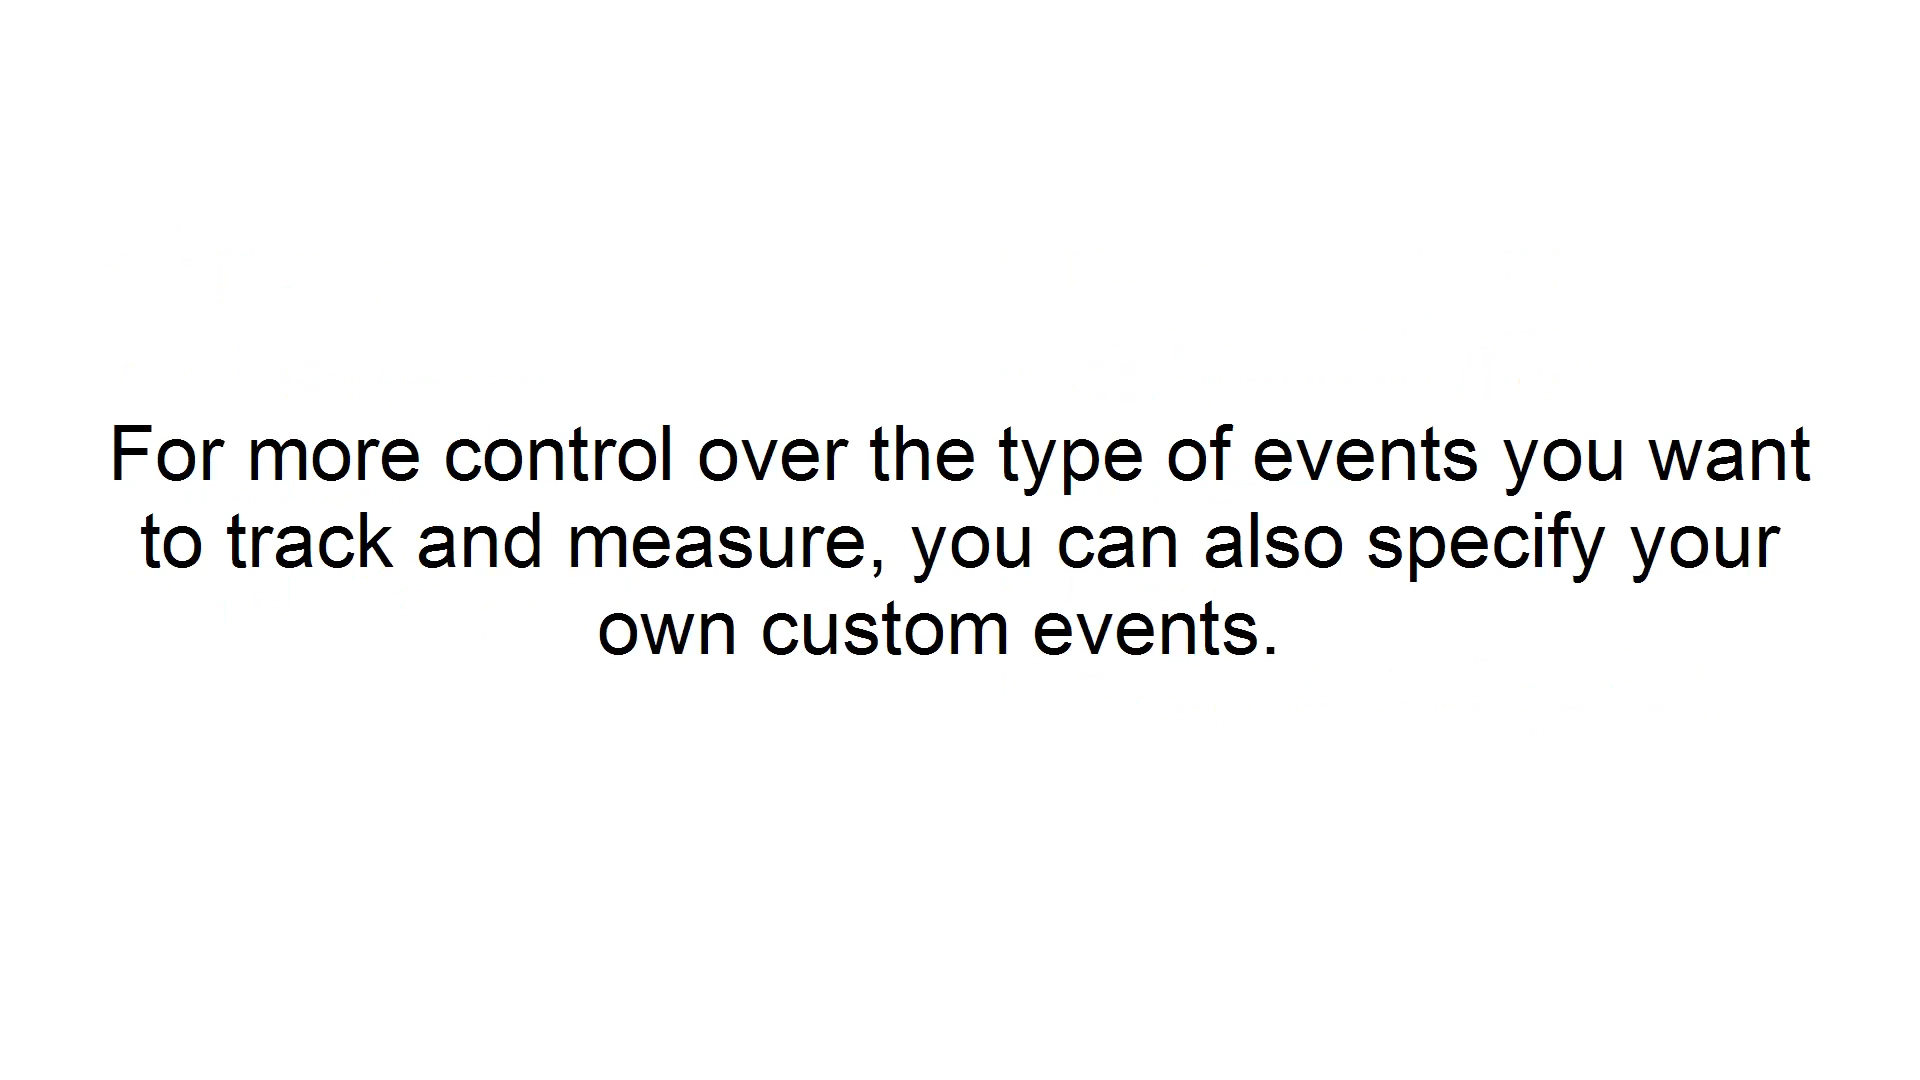 For more control over the type of events you want
to track and measure, you can also specify your
own custom events.